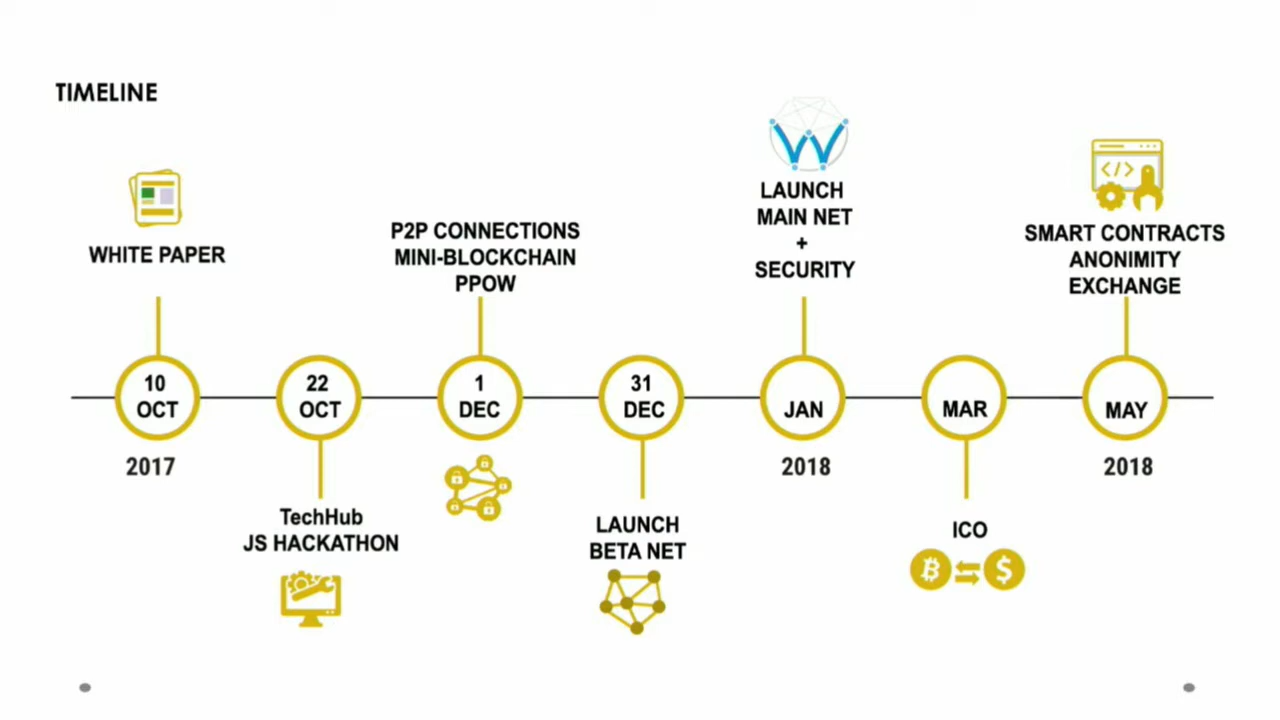 TIMELINE
WHITE PAPER
10
OCT
2017
22
OCT
TechHub
JS HACKATHON
P2P CONNECTIONS
MINI-BLOCKCHAIN
PPOW
1
DEC
31
DEC
LAUNCH
BETA NET
LAUNCH
MAIN NET
+
SECURITY
JAN
2018
MAR
ICO
SMART CONTRACTS
ANONIMITY
EXCHANGE
MAY
2018